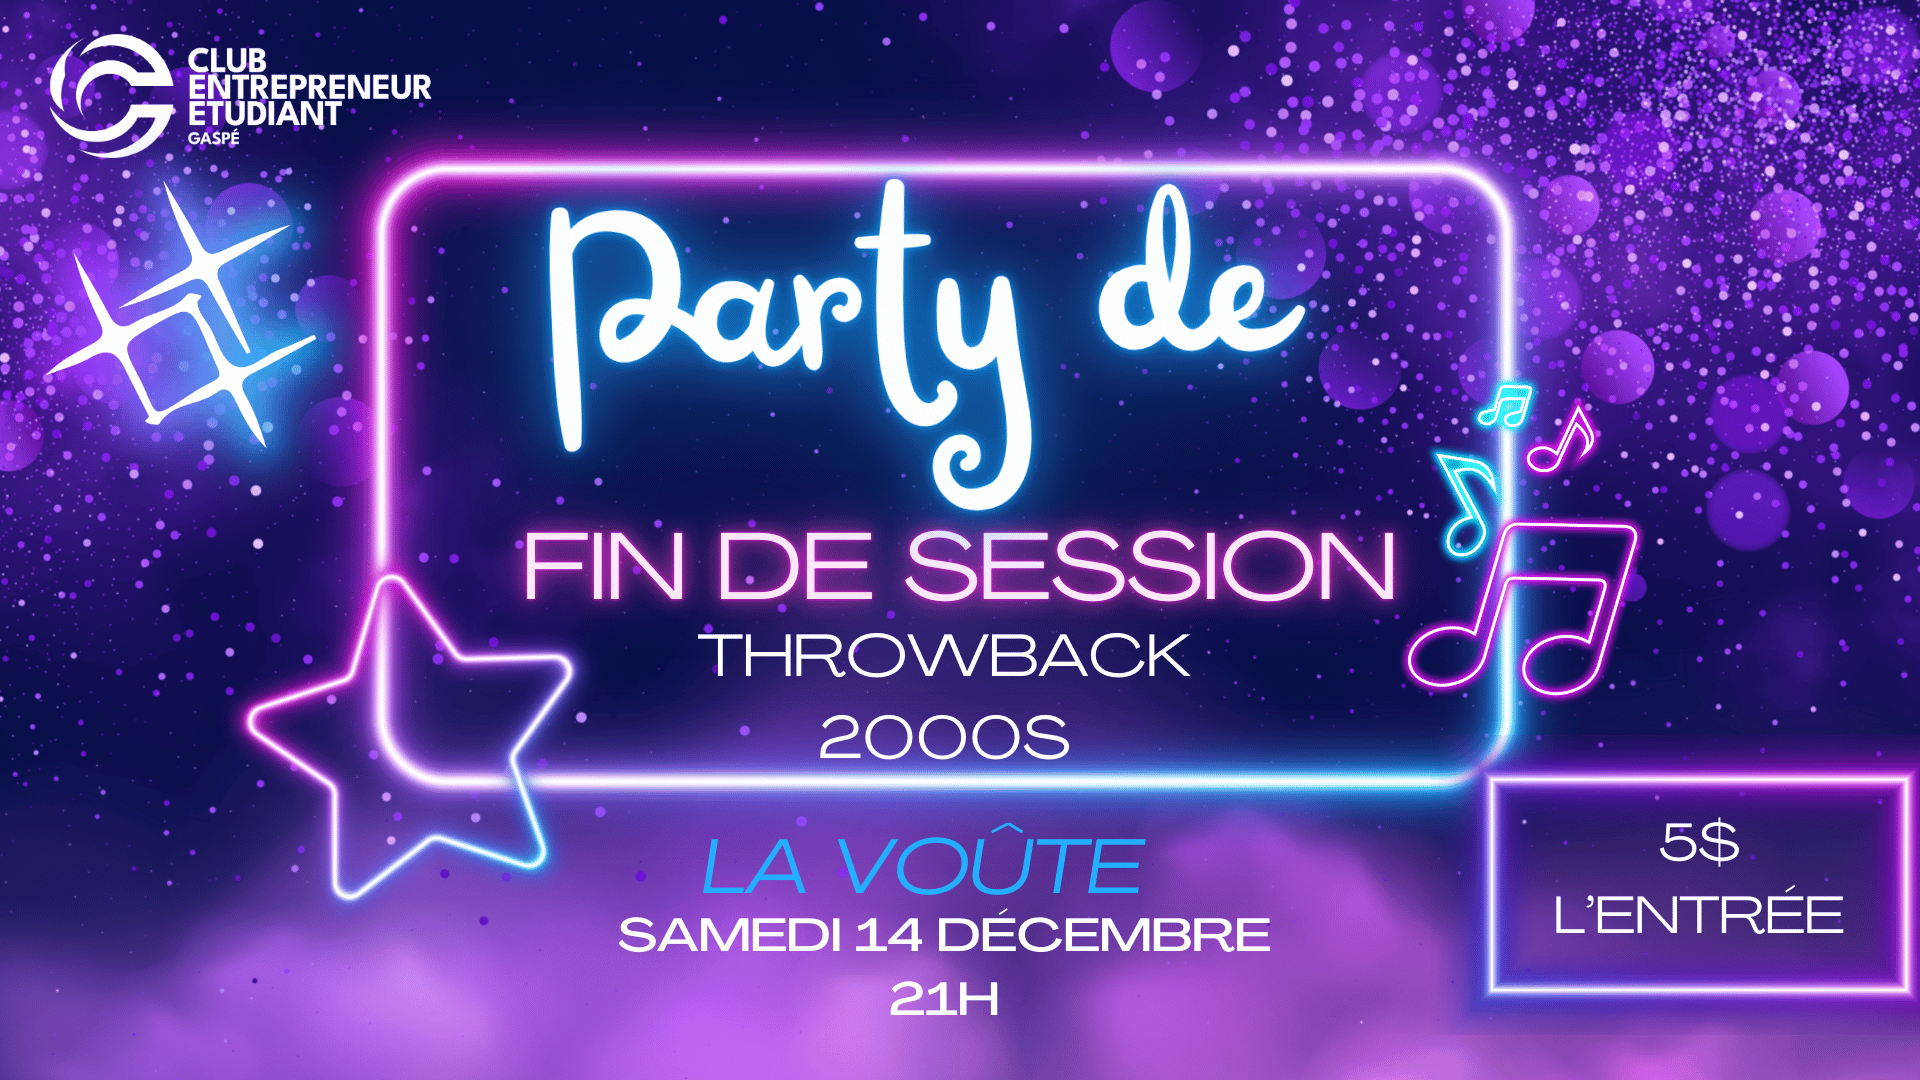 CLUB
ENTREPRENEUR
ETUDIANT
GASPÉ
Party de
FIN DE SESSION
THROWBACK
2000S
LA VOÛTE
SAMEDI 14 DÉCEMBRE
21H
5$
L'ENTRÉE